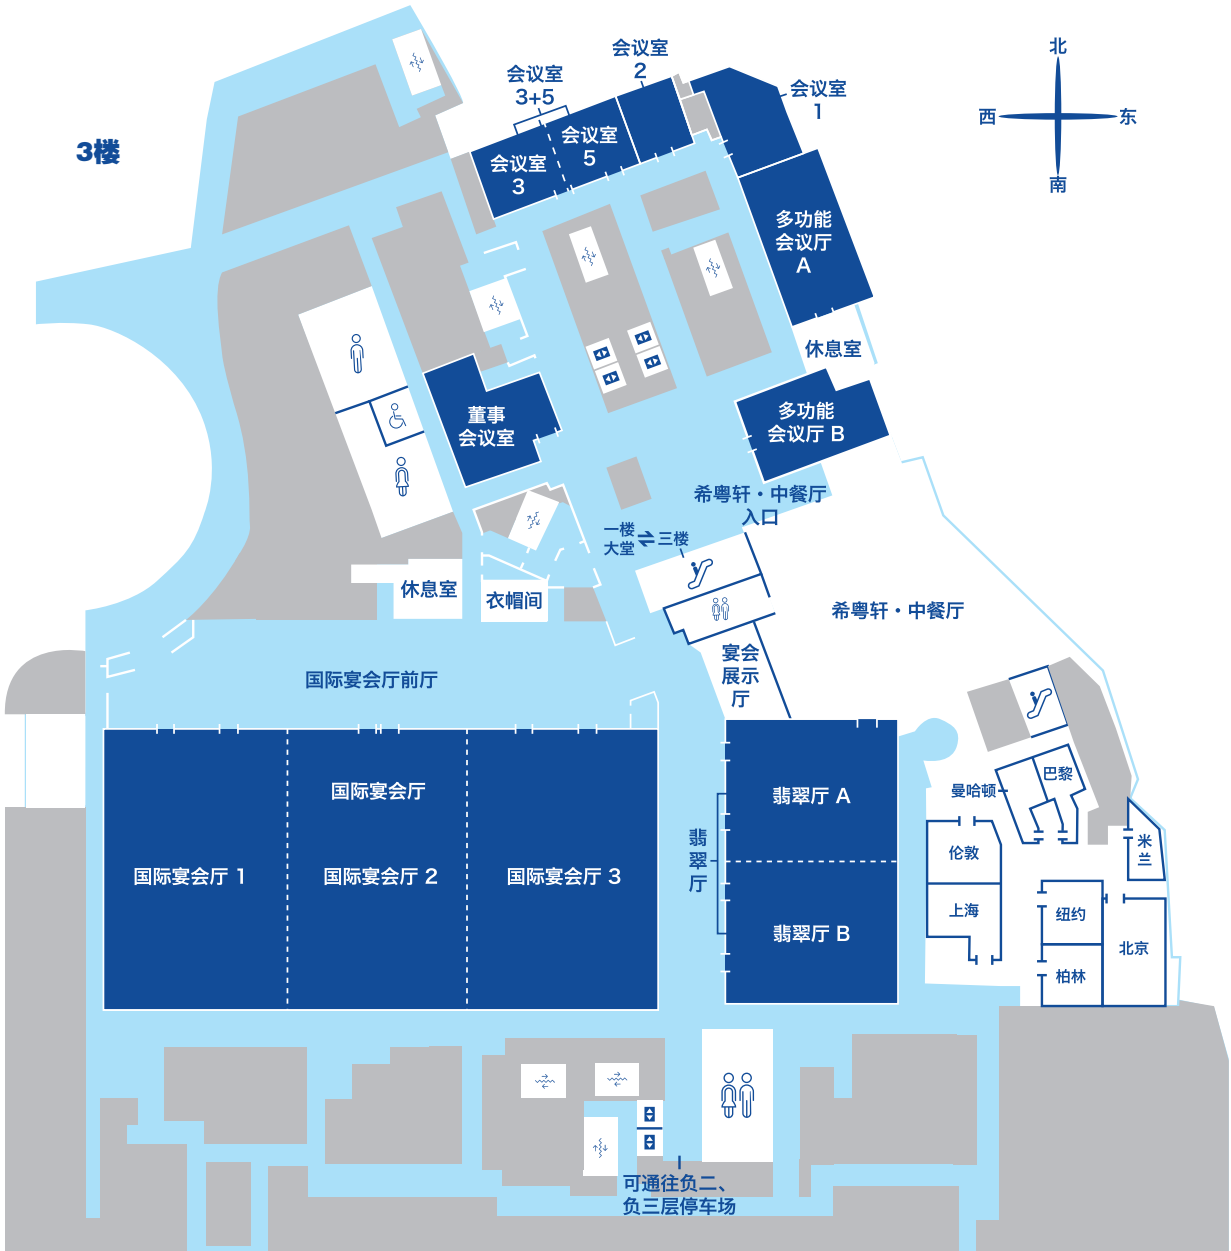 3楼
北
西
东
南
会议室
2
会议室
3+5
会议室
1
会议室
5
会议室
3
多功能
会议厅
A
休息室
多功能
会议厅 B
董事
会议室
希粤轩·中餐厅
入口
一楼
大堂
三楼
休息室
衣帽间
希粤轩·中餐厅
宴会
展示
厅
国际宴会厅前厅
国际宴会厅
国际宴会厅 1
国际宴会厅 2
国际宴会厅 3
翡翠厅 A
翡
翠
厅
翡翠厅 B
巴黎
曼哈顿
米
兰
伦敦
上海
纽约
北京
柏林
可通往负二、
负三层停车场